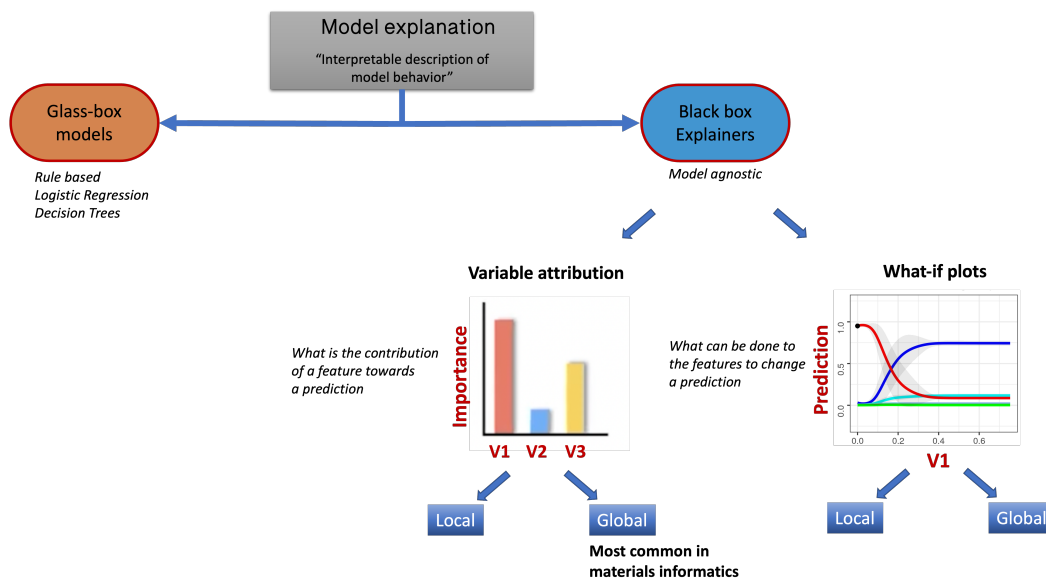 Model explanation
“Interpretable description of
model behavior”
Glass-box
models
Black box
Explainers
Rule based
Logistic Regression
Decision Trees
Model agnostic
Variable attribution
What-if plots
What is the contribution
of a feature towards
a prediction
Importance
V1 V2 V3
What can be done to
the features to change
a prediction
Prediction
1.0
0.5
0.0
0.0 0.2 0.4 0.6
V1
Local
Global
Local
Global
Most common in
materials informatics